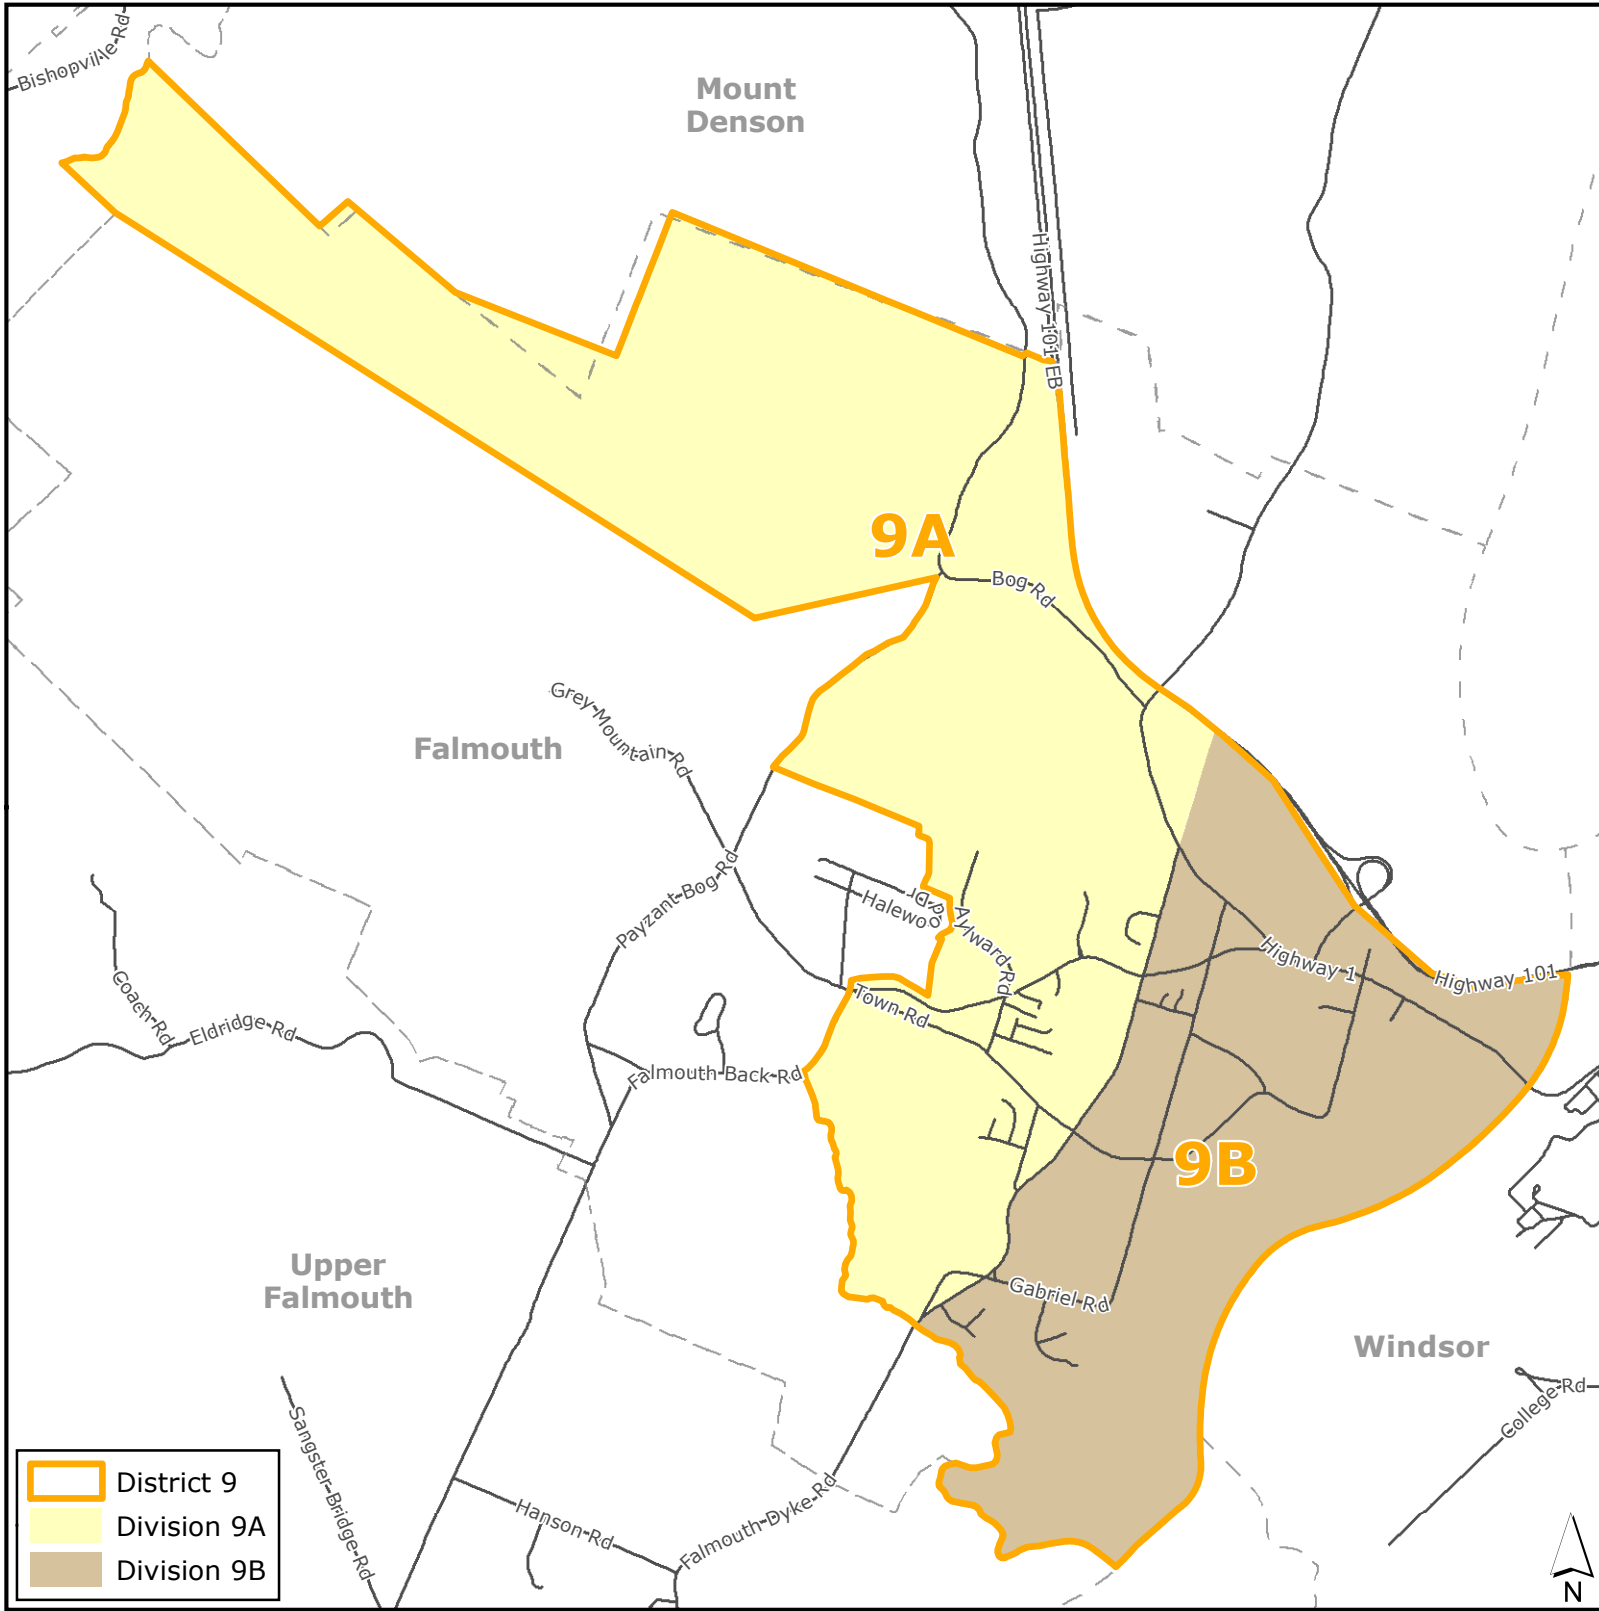 Bishopville Rd
Mount
Denson
Highway 101 EB
9A
Bog Rd
Grey Mountain Rd
Falmouth
Payzant Bog Rd
Halewood Dr
Aylward Rd
Highway 1
Highway 101
Coach Rd
Eldridge Rd
Town Rd
Falmouth Back Rd
9B
Upper
Falmouth
Gabriel Rd
Windsor
College Rd
Sangster Bridge Rd
Hanson Rd
Falmouth Dyke Rd
District 9
Division 9A
Division 9B
N